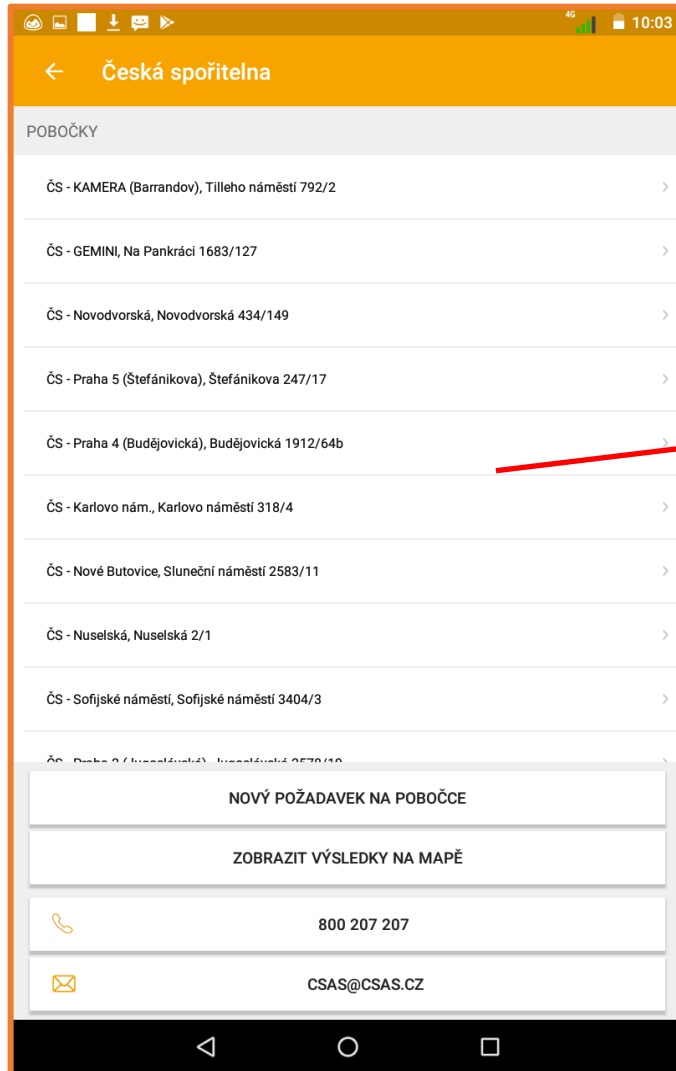 4G 10:03
Česká spořitelna
POBOČKY
ČS - KAMERA (Barrandov), Tilleho náměstí 792/2
ČS - GEMINI, Na Pankráci 1683/127
ČS - Novodvorská, Novodvorská 434/149
ČS - Praha 5 (Štefánikova), Štefánikova 247/17
ČS - Praha 4 (Budějovická), Budějovická 1912/64b
ČS - Karlovo nám., Karlovo náměstí 318/4
ČS - Nové Butovice, Sluneční náměstí 2583/11
ČS - Nuselská, Nuselská 2/1
ČS - Sofijské náměstí, Sofijské náměstí 3404/3
ČS - Praha 2
NOVÝ POŽADAVEK NA POBOČCE
ZOBRAZIT VÝSLEDKY NA MAPĚ
800 207 207
CSAS@CSAS.CZ